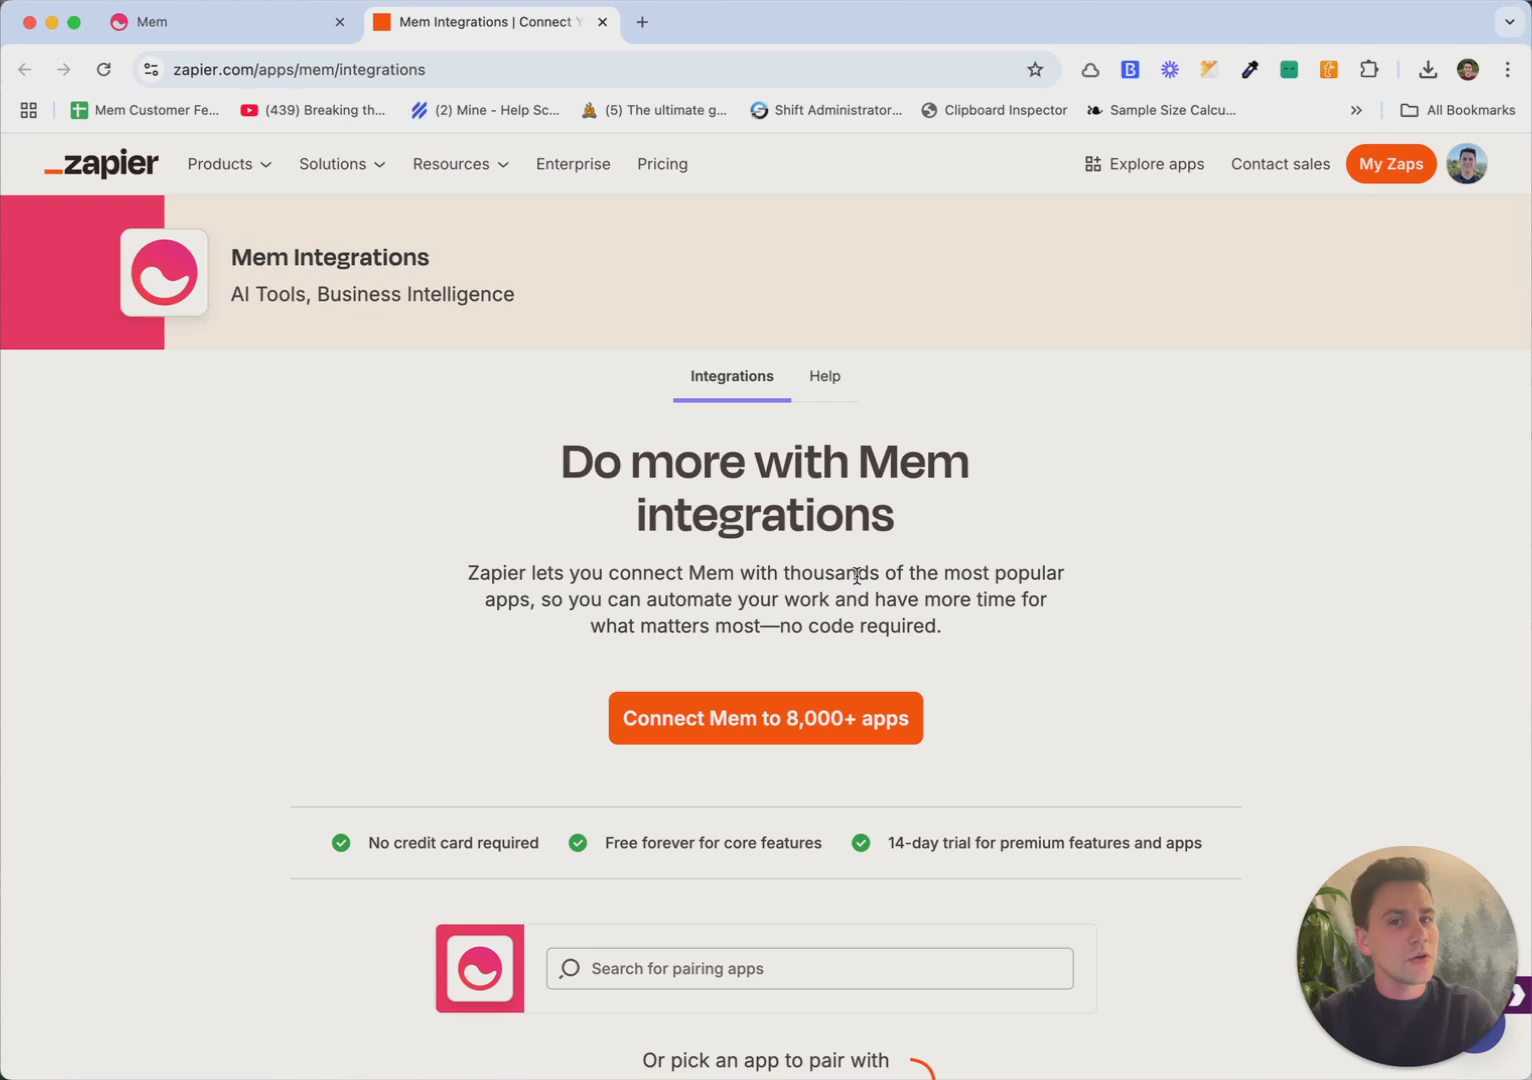 Mem
Mem Integrations | Connect Y
zapier.com/apps/mem/integrations
Mem Customer Fe...
(439) Breaking th...
(2) Mine - Help Sc...
(5) The ultimate g...
Shift Administrator...
Clipboard Inspector
Sample Size Calcu...
All Bookmarks
zapier
Products
Solutions
Resources
Enterprise
Pricing
Explore apps
Contact sales
My Zaps
Mem Integrations
AI Tools, Business Intelligence
Integrations
Help
Do more with Mem
integrations
Zapier lets you connect Mem with thousands of the most popular
apps, so you can automate your work and have more time for
what matters most—no code required.
Connect Mem to 8,000+ apps
No credit card required
Free forever for core features
14-day trial for premium features and apps
Search for pairing apps
Or pick an app to pair with